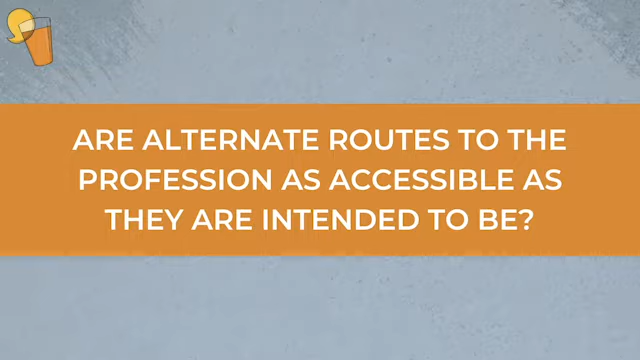 ARE ALTERNATE ROUTES TO THE
PROFESSION AS ACCESSIBLE AS
THEY ARE INTENDED TO BE?